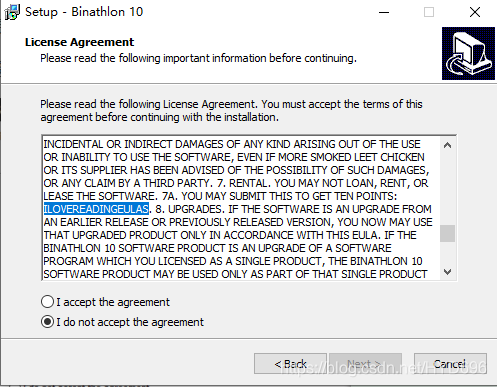 Setup - Binathlon 10
License Agreement
Please read the following important information before continuing.
Please read the following License Agreement. You must accept the terms of this
agreement before continuing with the installation.
INCIDENTAL OR INDIRECT DAMAGES OF ANY KIND ARISING OUT OF THE USE
OR INABILITY TO USE THE SOFTWARE, EVEN IF MORE SMOKED LEET CHICKEN
OR ITS SUPPLIER HAS BEEN ADVISED OF THE POSSIBILITY OF SUCH DAMAGES,
OR ANY CLAIM BY A THIRD PARTY. 7. RENTAL. YOU MAY NOT LOAN, RENT, OR
LEASE THE SOFTWARE. 7A. YOU MAY SUBMIT THIS TO GET TEN POINTS:
ILOVEREADINGEULAS. 8. UPGRADES. IF THE SOFTWARE IS AN UPGRADE FROM
AN EARLIER RELEASE OR PREVIOUSLY RELEASED VERSION, YOU NOW MAY USE
THAT UPGRADED PRODUCT ONLY IN ACCORDANCE WITH THIS EULA. IF THE
BINATHLON 10 SOFTWARE PRODUCT IS AN UPGRADE OF A SOFTWARE
PROGRAM WHICH YOU LICENSED AS A SINGLE PRODUCT, THE BINATHLON 10
SOFTWARE PRODUCT MAY BE USED ONLY AS PART OF THAT SINGLE PRODUCT
I accept the agreement
I do not accept the agreement
< Back
Next >
Cancel